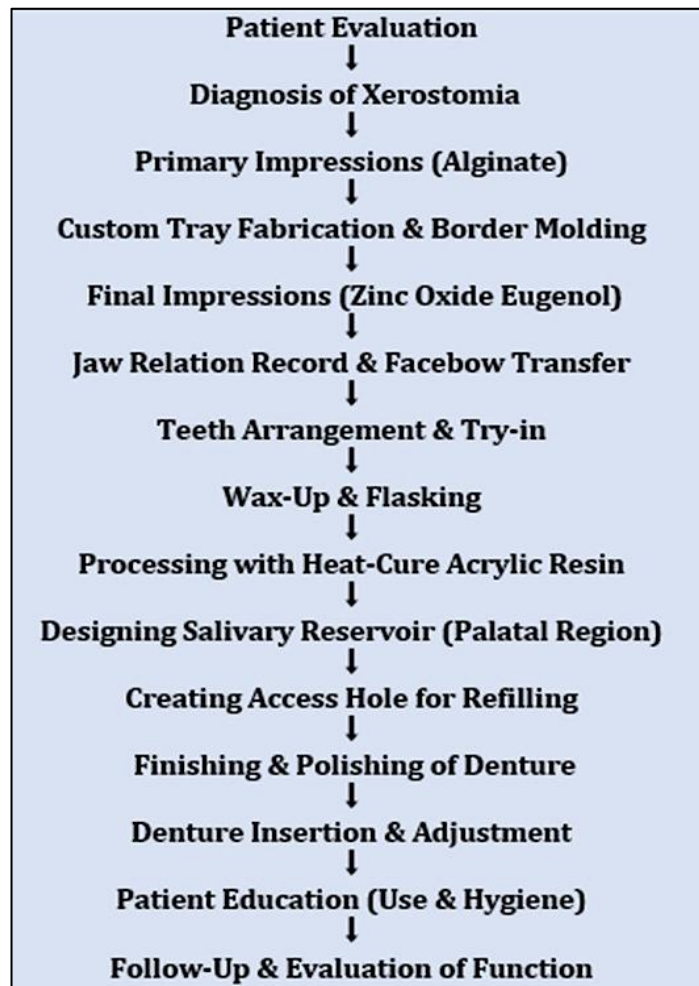 Patient Evaluation
Diagnosis of Xerostomia
Primary Impressions (Alginate)
Custom Tray Fabrication & Border Molding
Final Impressions (Zinc Oxide Eugenol)
Jaw Relation Record & Facebow Transfer
Teeth Arrangement & Try-in
Wax-Up & Flasking
Processing with Heat-Cure Acrylic Resin
Designing Salivary Reservoir (Palatal Region)
Creating Access Hole for Refilling
Finishing & Polishing of Denture
Denture Insertion & Adjustment
Patient Education (Use & Hygiene)
Follow-Up & Evaluation of Function